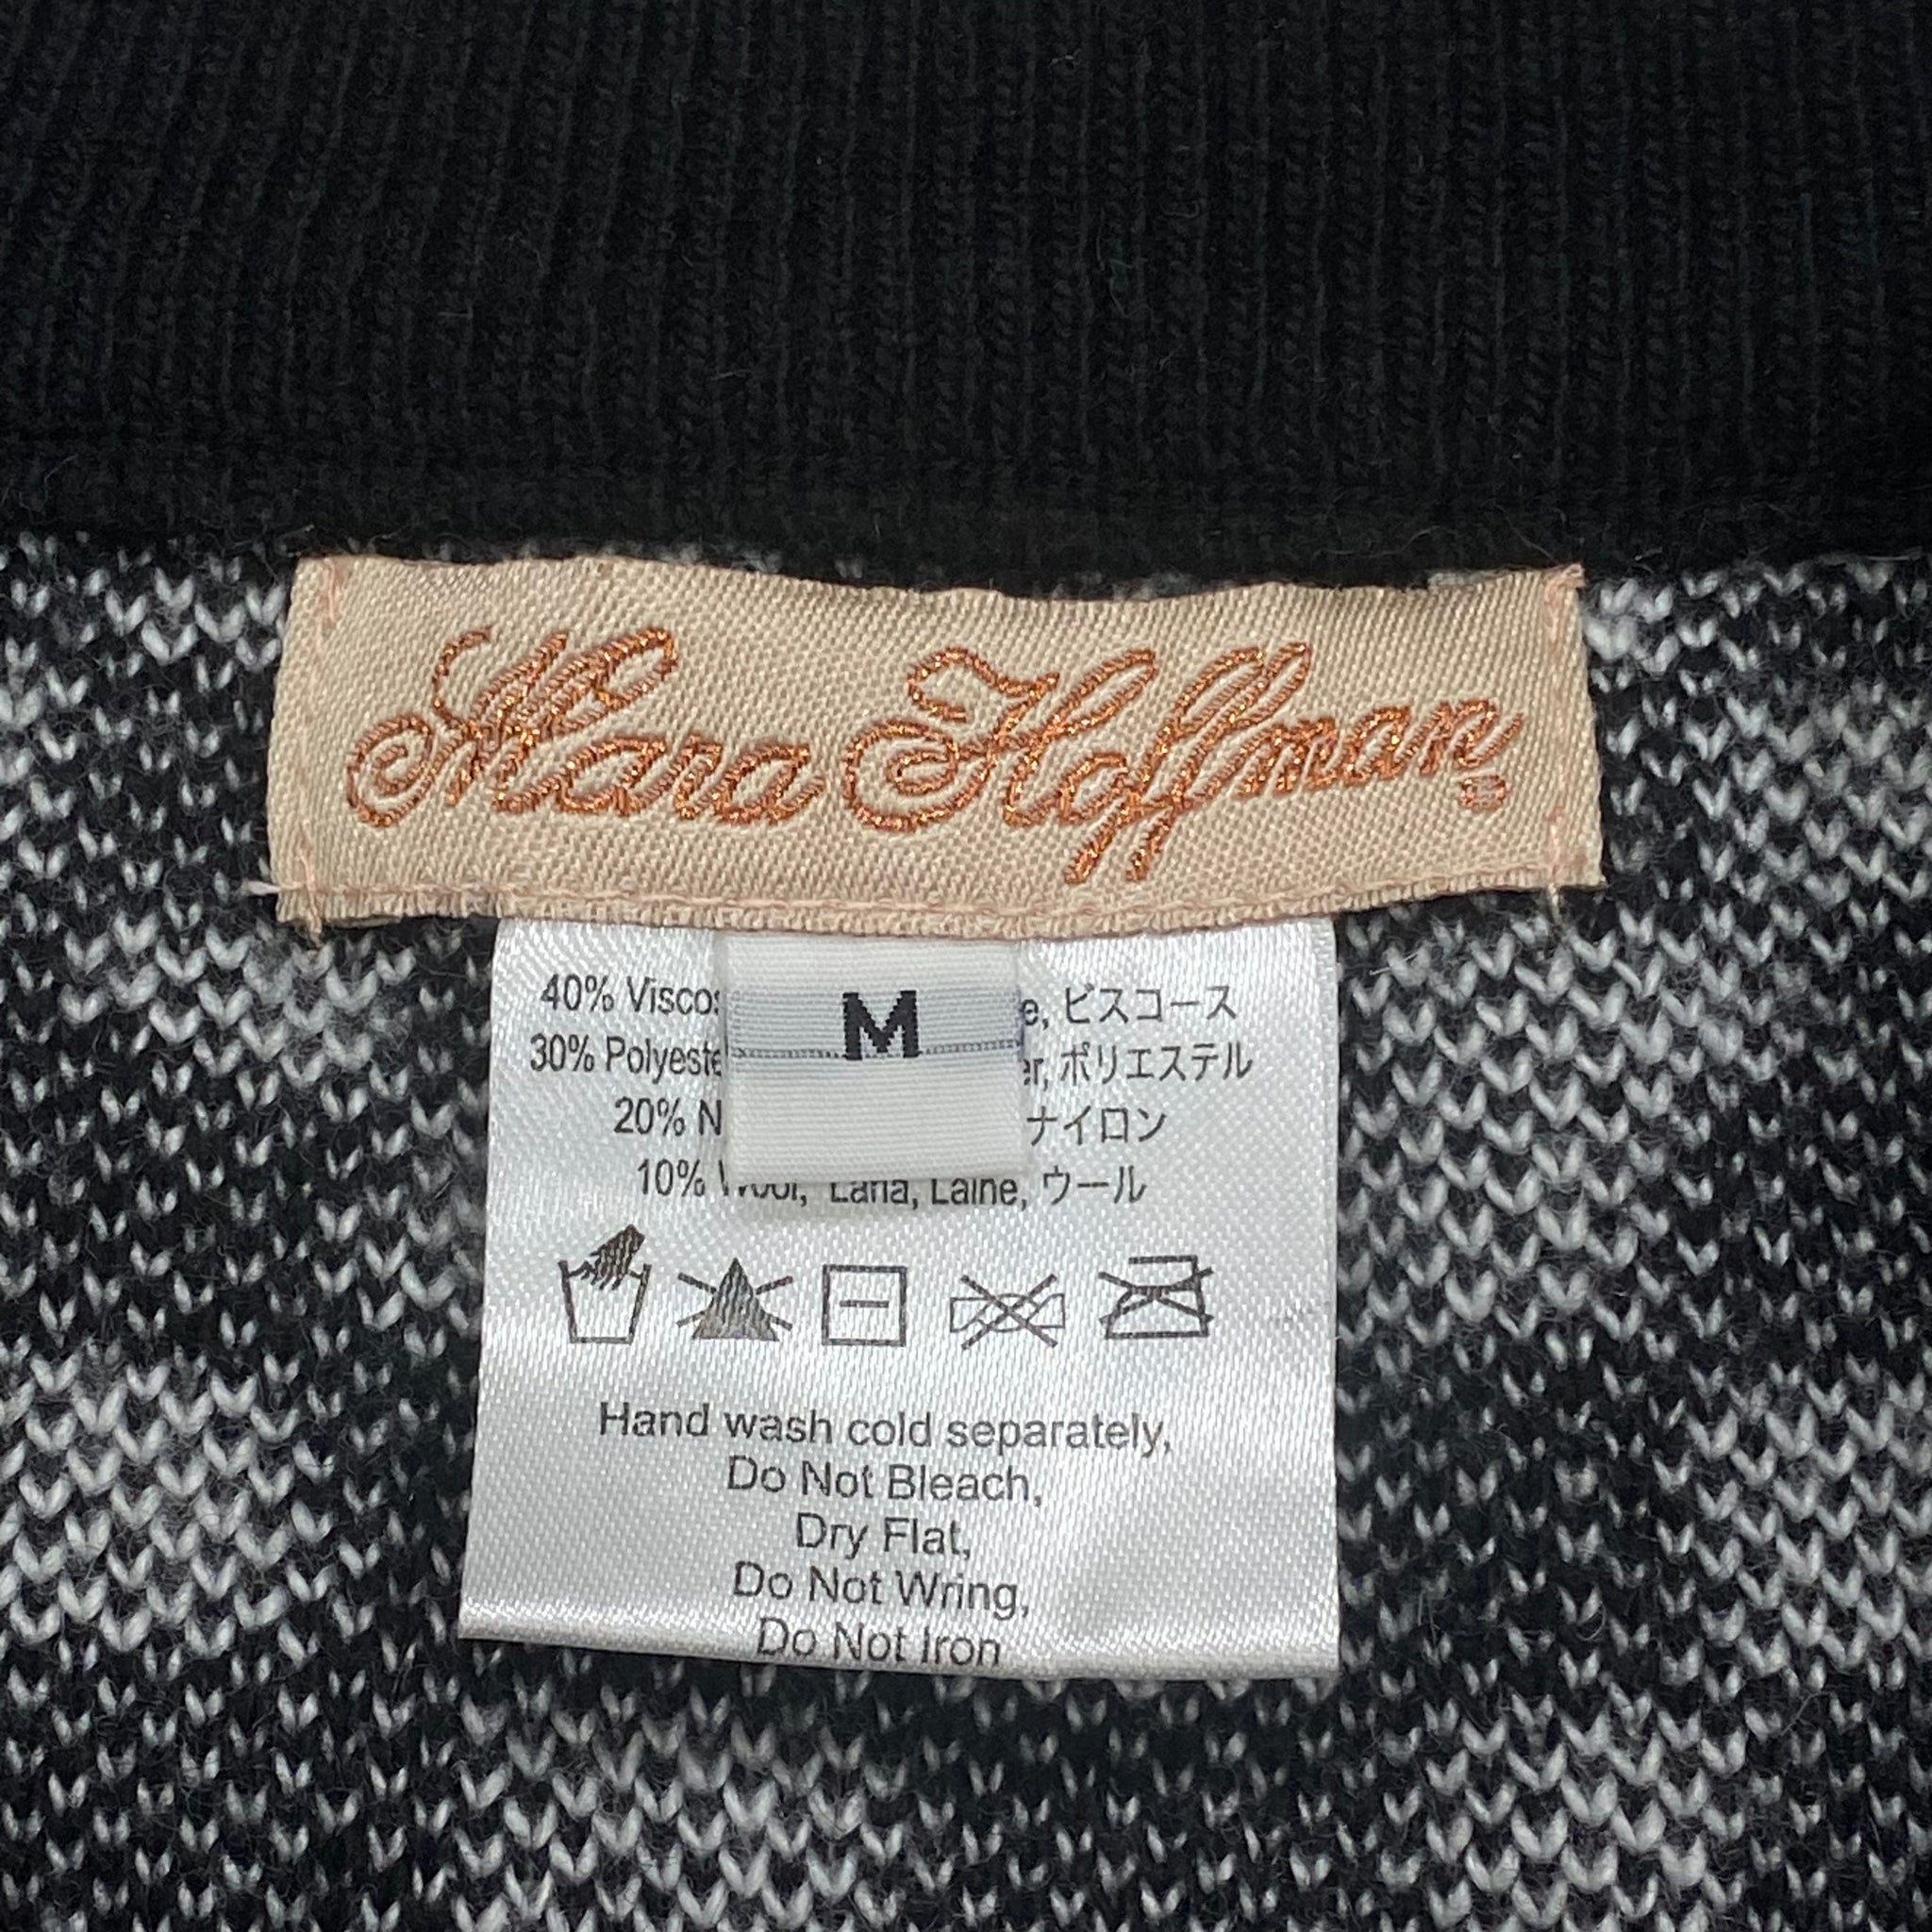 Mara Hoffman ®
M
40% Viscos e, ビスコース
30% Polyeste er, ポリエステル
20% N ナイロン
10% Wool, Lana, Laine, ウール
Hand wash cold separately,
Do Not Bleach,
Dry Flat,
Do Not Wring,
Do Not Iron